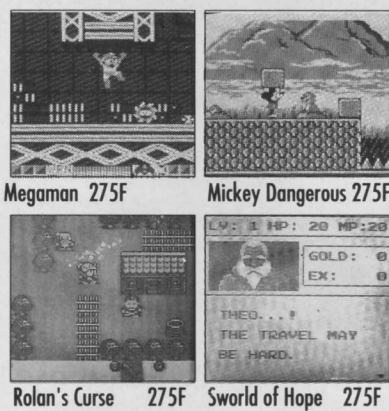 Megaman 275F
Mickey Dangerous 275F
LV: 1 HP: 20 MP:20
GOLD: 0
EX: 0
THEO...!
THE TRAVEL MAY
BE HARD.
Rolan's Curse 275F
Sworld of Hope 275F